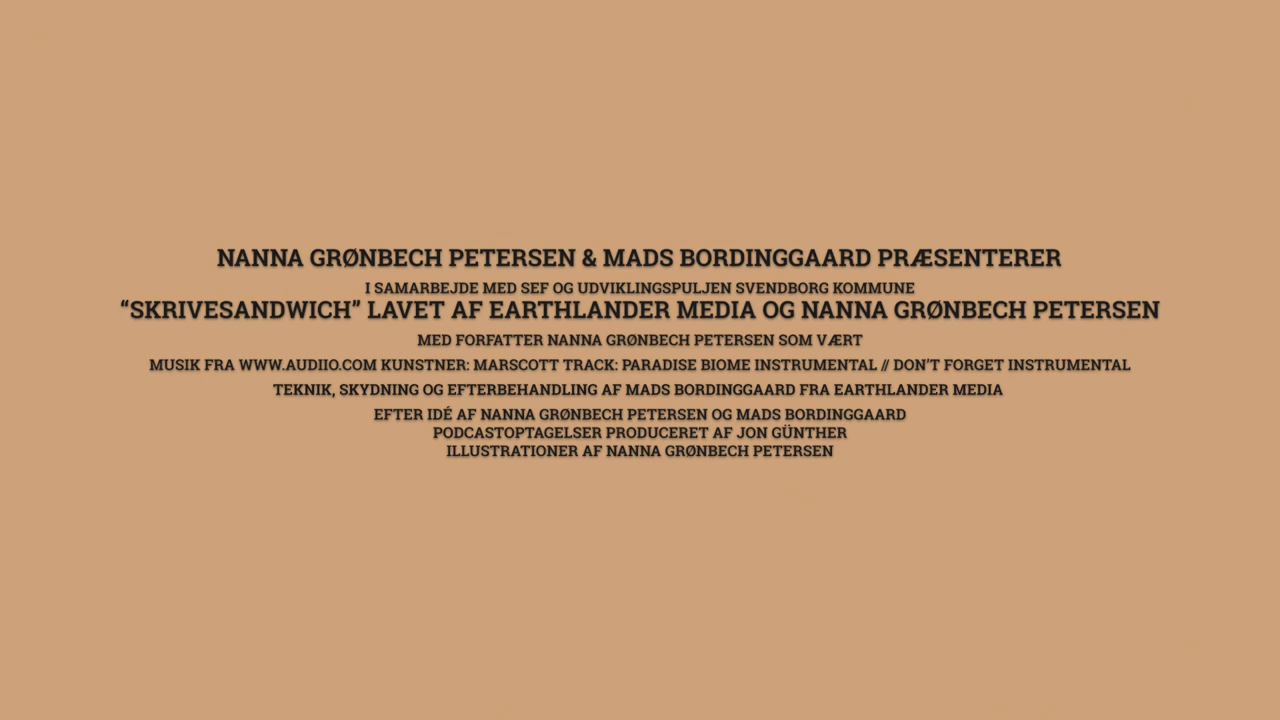 NANNA GRØNBECH PETERSEN & MADS BORDINGGAARD PRÆSENTERER
I SAMARBEJDE MED SEF OG UDVIKLINGSPULJEN SVENDBORG KOMMUNE
“SKRIVESANDWICH” LAVET AF EARTHLANDER MEDIA OG NANNA GRØNBECH PETERSEN
MED FORFATTER NANNA GRØNBECH PETERSEN SOM VÆRT
MUSIK FRA WWW.AUDIIO.COM KUNSTNER: MARSCOTT TRACK: PARADISE BIOME INSTRUMENTAL // DON’T FORGET INSTRUMENTAL
TEKNIK, SKYDNING OG EFTERBEHANDLING AF MADS BORDINGGAARD FRA EARTHLANDER MEDIA
EFTER IDÉ AF NANNA GRØNBECH PETERSEN OG MADS BORDINGGAARD
PODCASTOPTAGELSER PRODUCERET AF JON GÜNTHER
ILLUSTRATIONER AF NANNA GRØNBECH PETERSEN